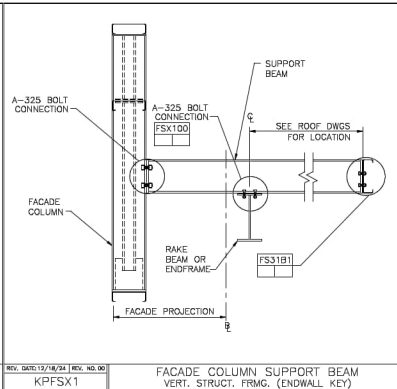 SUPPORT
BEAM
A-325 BOLT
CONNECTION
A-325 BOLT
CONNECTION
FSX100
SEE ROOF DWGS
FOR LOCATION
FACADE
COLUMN
RAKE
BEAM OR
ENDFRAME
FS31B1
FACADE PROJECTION
REV. DATE: 12/18/24 REV. NO. 00
KPFSX1
FACADE COLUMN SUPPORT BEAM
VERT. STRUCT. FRMG. (ENDWALL KEY)